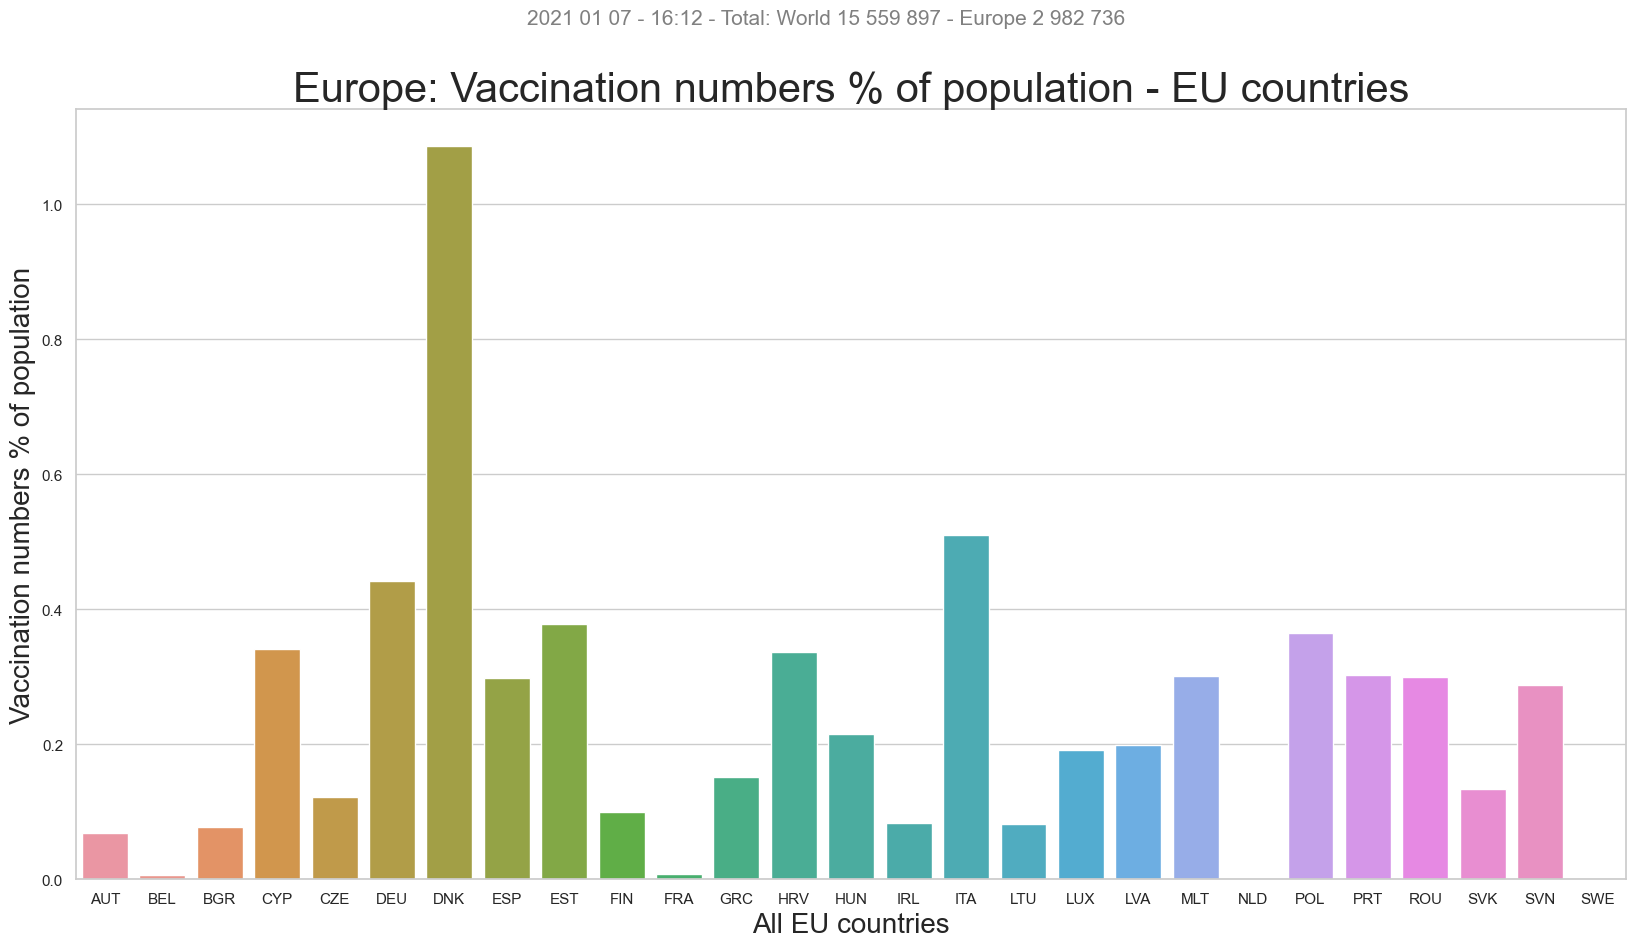 2021 01 07 - 16:12 - Total: World 15 559 897 - Europe 2 982 736
Europe: Vaccination numbers % of population - EU countries
Vaccination numbers % of population
1.0
0.8
0.6
0.4
0.2
0.0
AUT BEL BGR CYP CZE DEU DNK ESP EST FIN FRA GRC HRV HUN IRL ITA LTU LUX LVA MLT NLD POL PRT ROU SVK SVN SWE
All EU countries